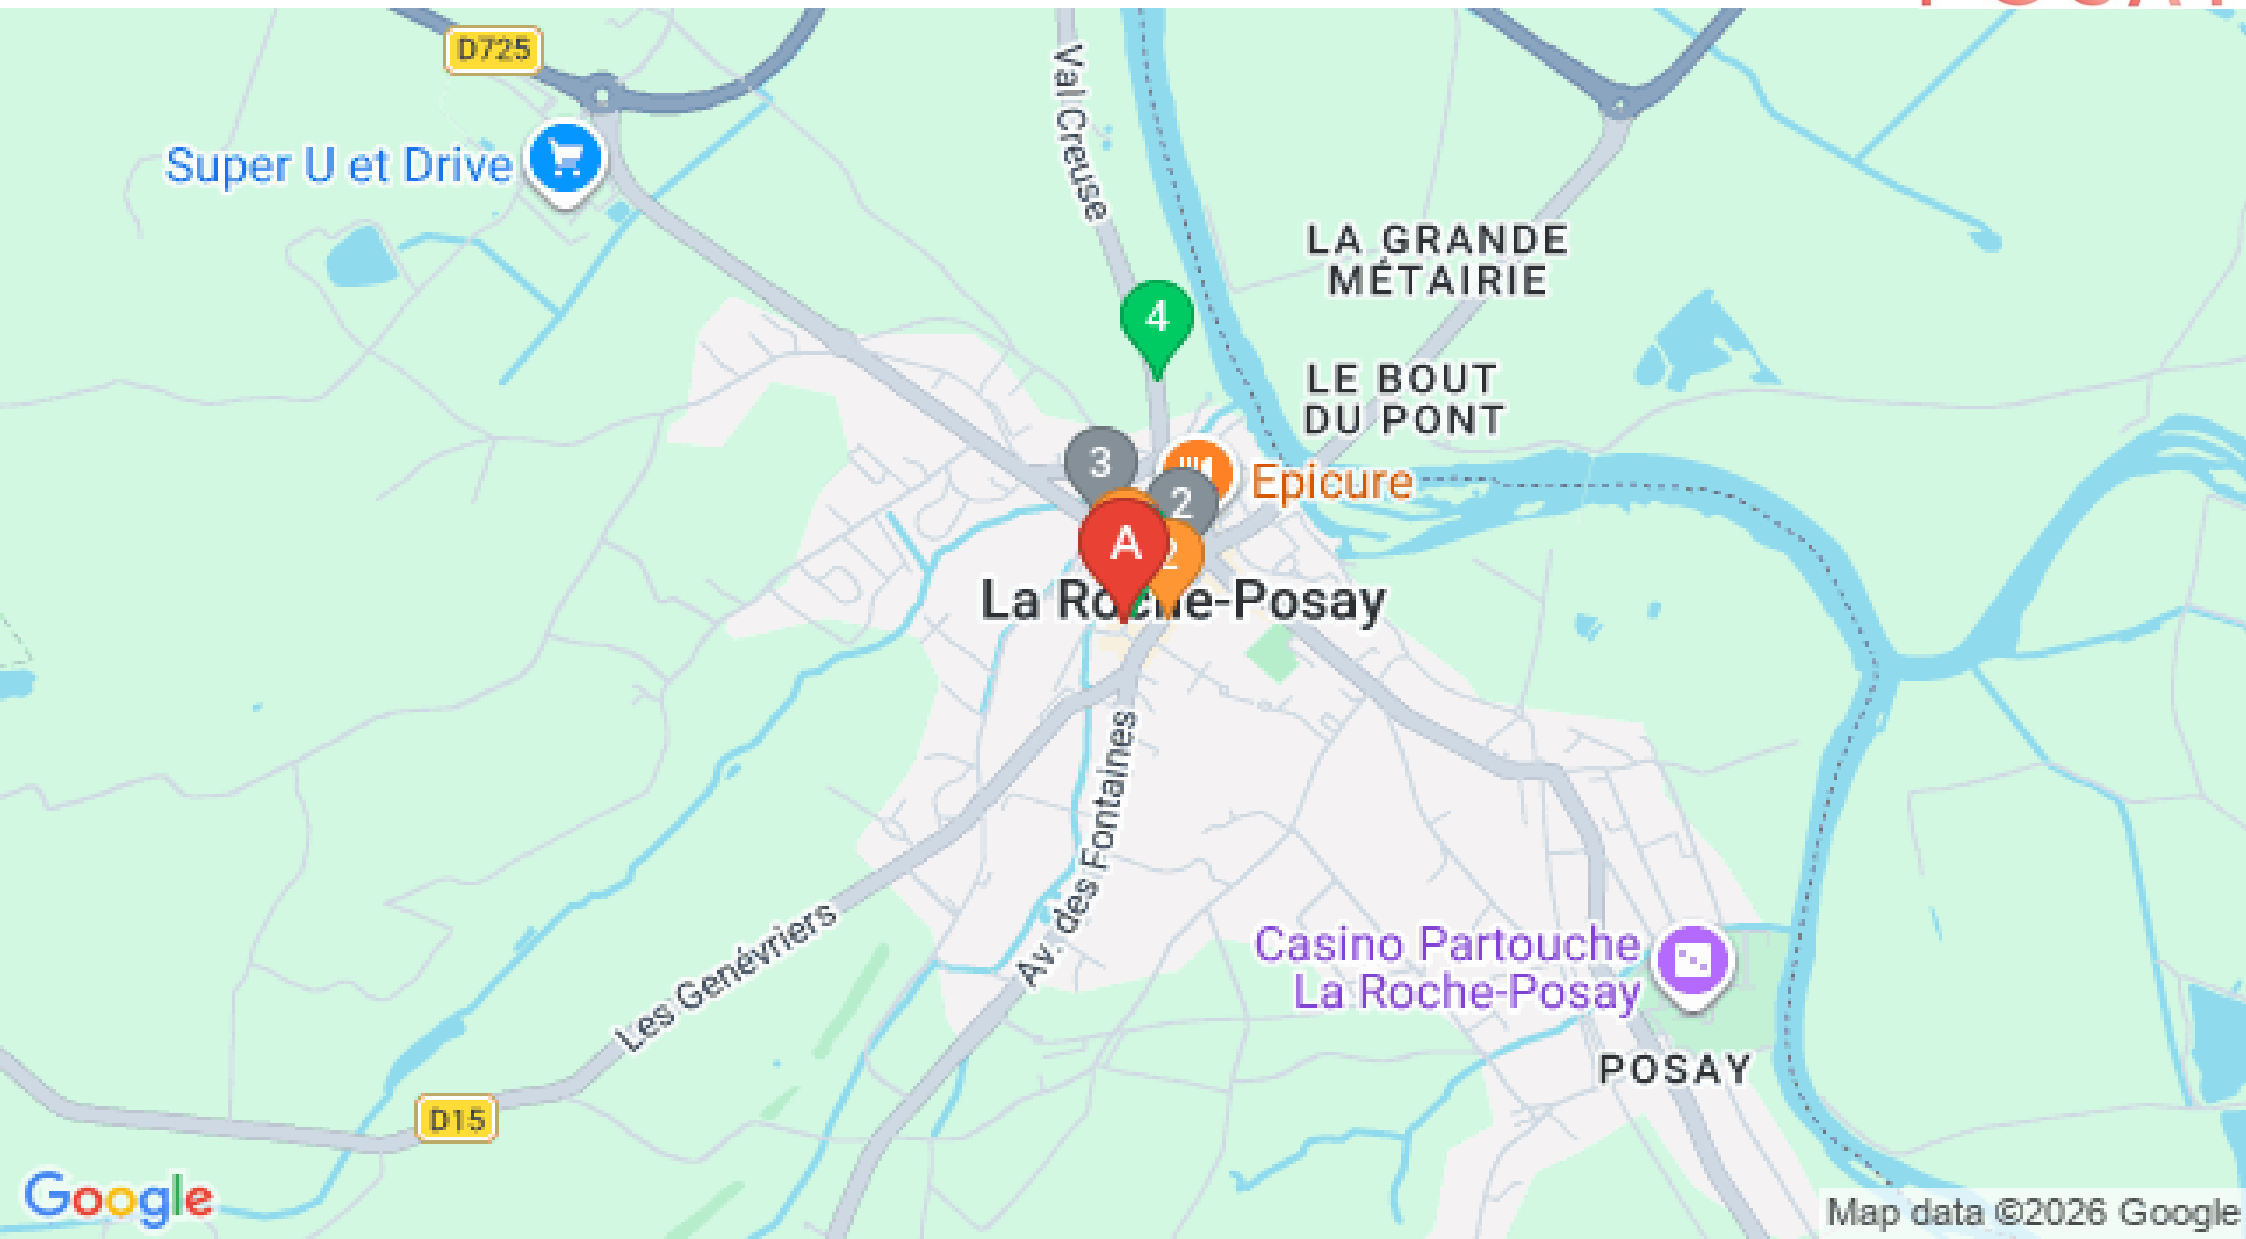 D725
Val Creuse
Super U et Drive
LA GRANDE
MÉTAIRIE
4
LE BOUT
DU PONT
3
2
Epicure
A
2
La Roche-Posay
Av. des Fontaines
Les Genévriers
Casino Partouche
La Roche-Posay
POSAY
D15
Google
Map data ©2026 Google